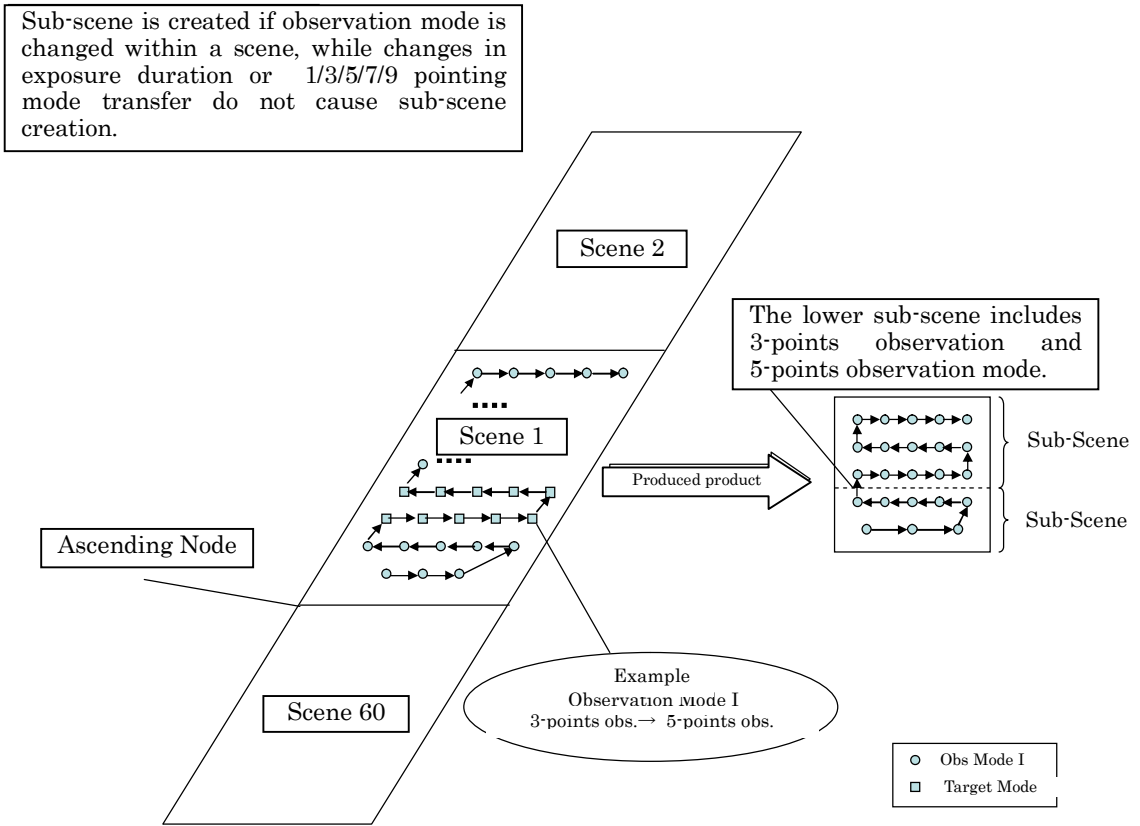 Sub-scene is created if observation mode is
changed within a scene, while changes in
exposure duration or 1/3/5/7/9 pointing
mode transfer do not cause sub-scene
creation.
Scene 2
The lower sub-scene includes
3-points observation and
5-points observation mode.
Scene 1
Sub-Scene
Produced product
Sub-Scene
Ascending Node
Example
Observation Mode I
3-points obs.→ 5-points obs.
Scene 60
Obs Mode I
Target Mode